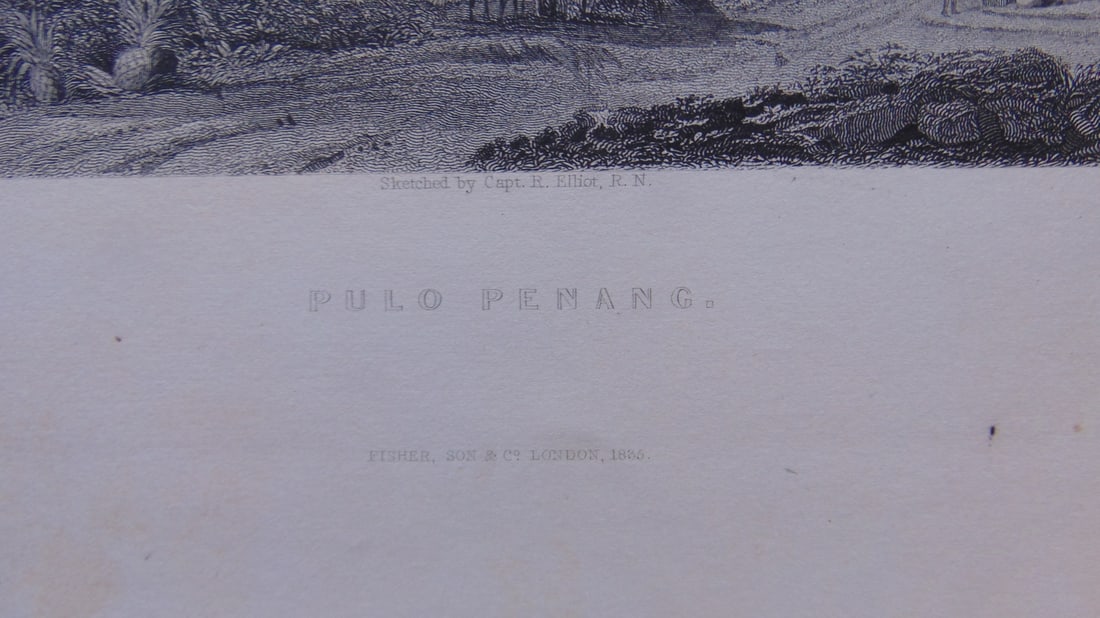 Sketched by Capt. R. Elliot, R. N.
PULO PENANG.
FISHER, SON & Cº LONDON, 1835.